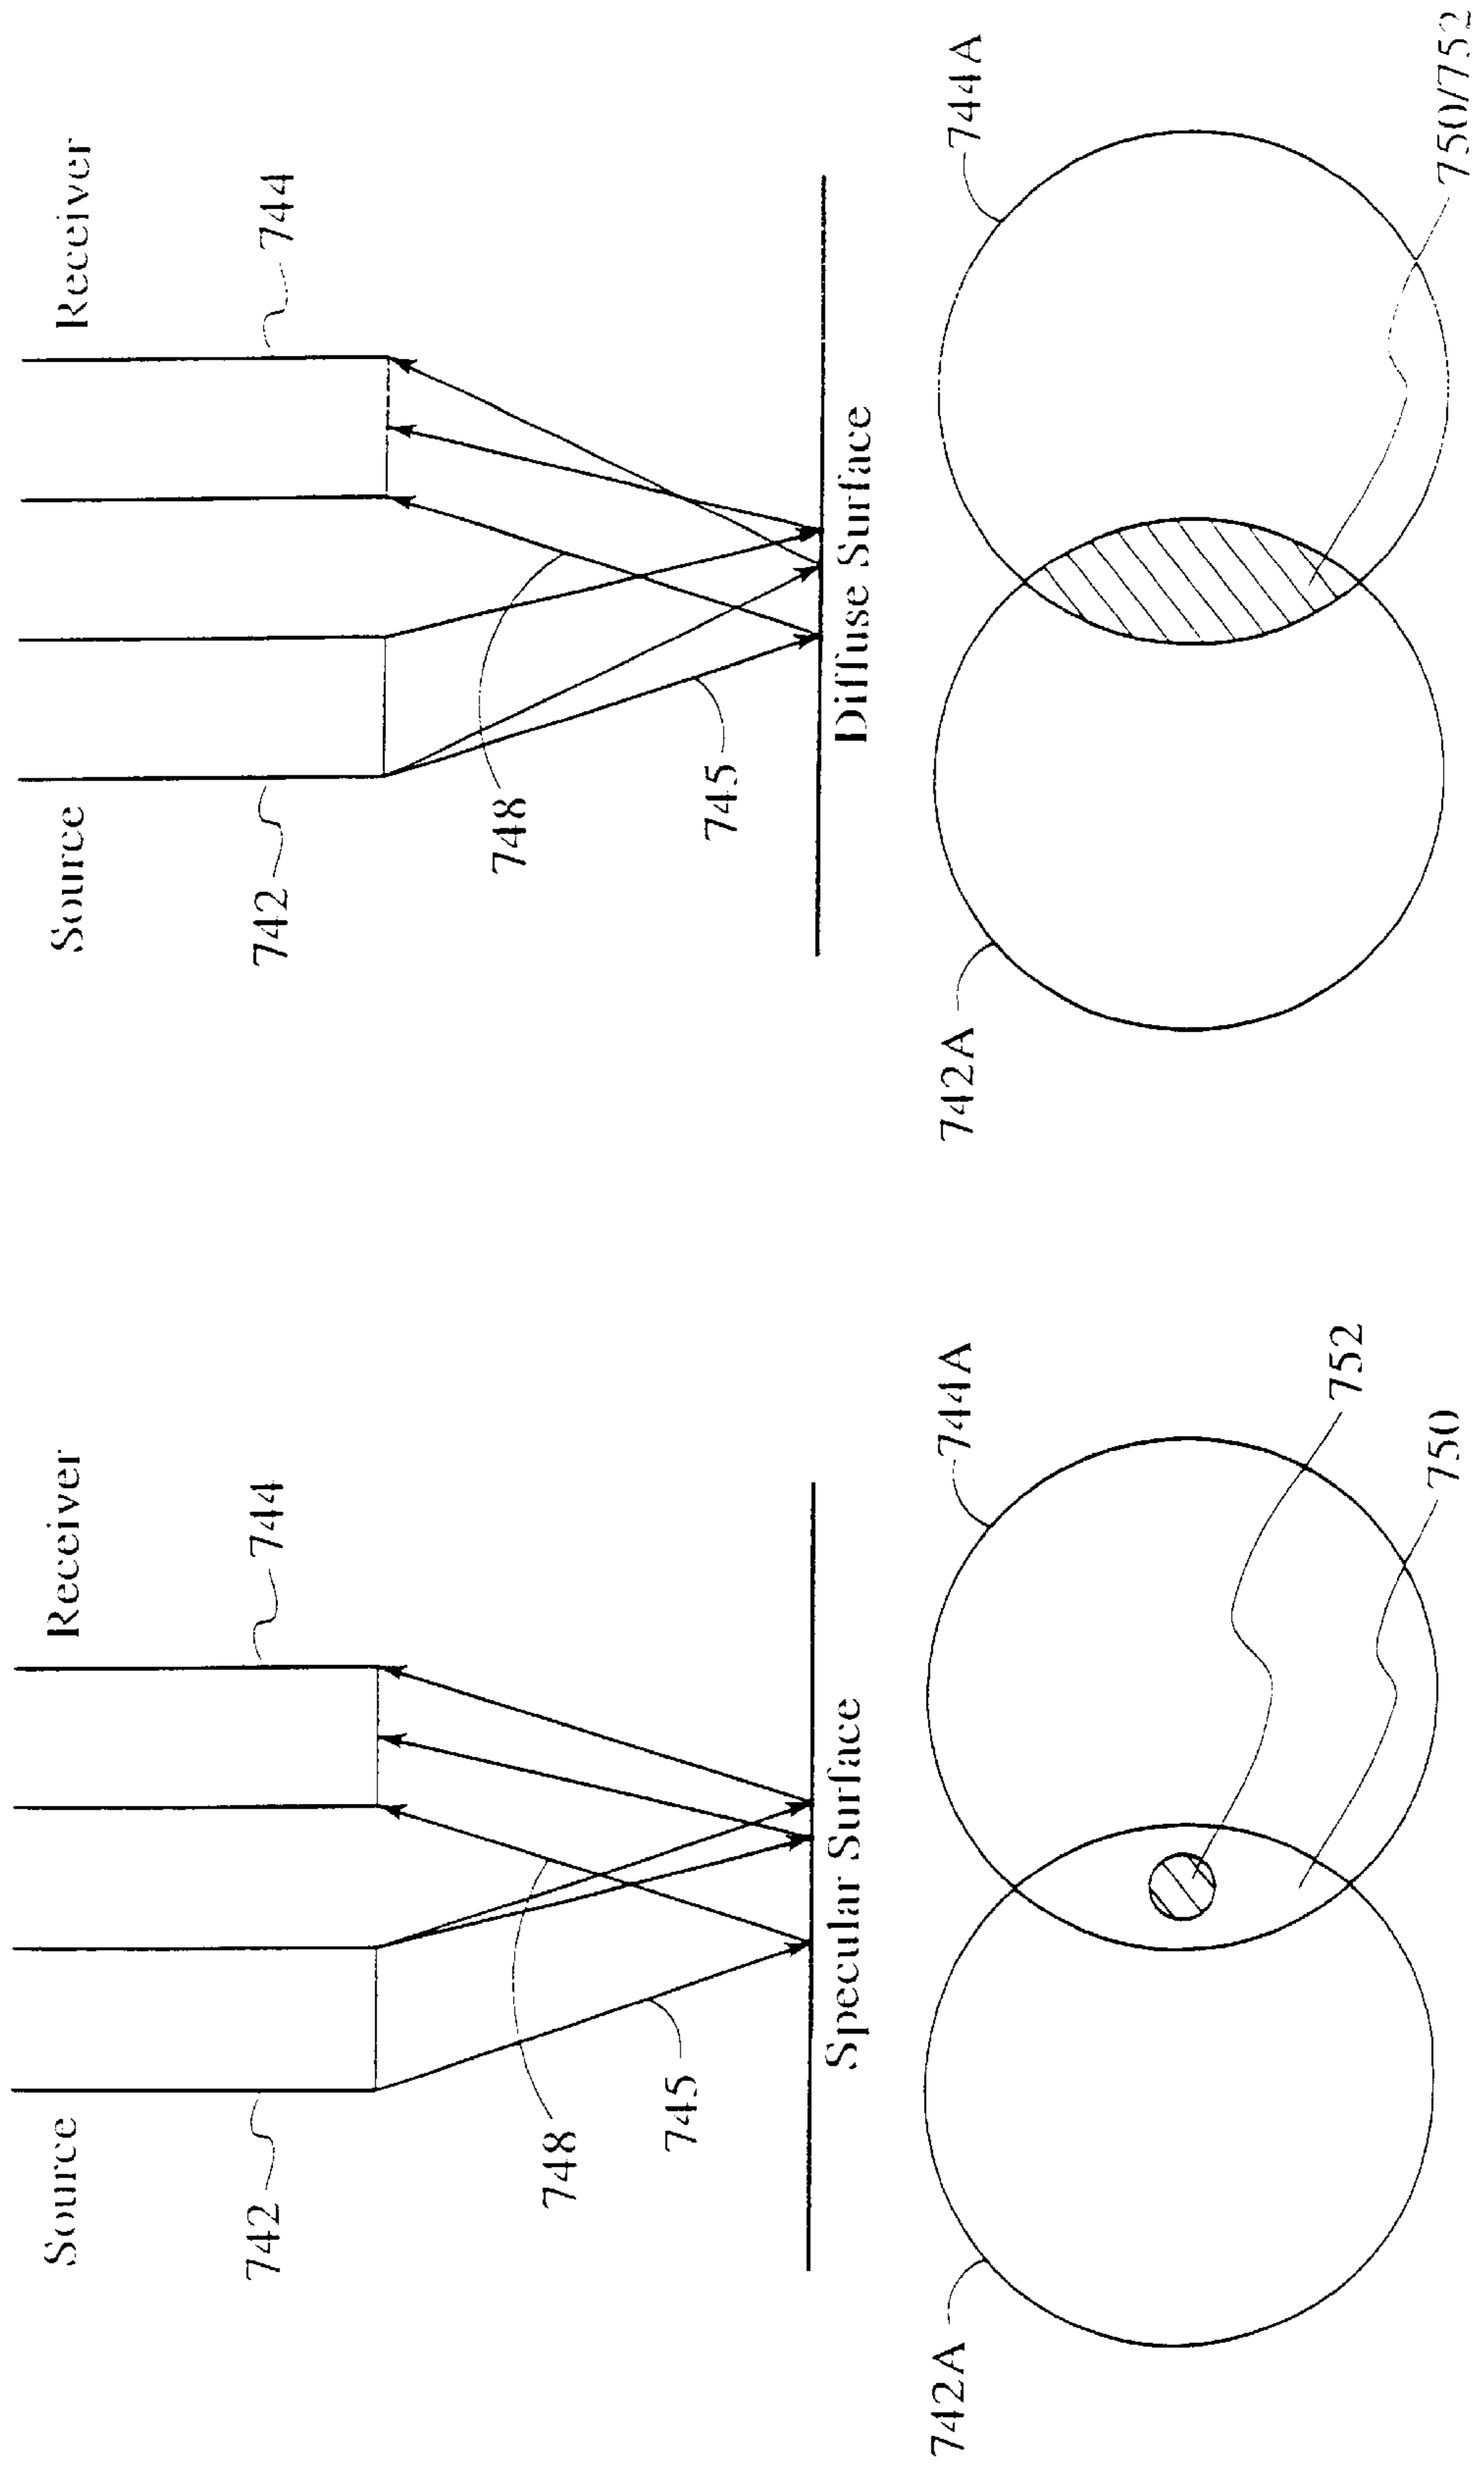 Source
Receiver
742
744
748
745
Specular Surface
742A
744A
752
750
Source
Receiver
742
744
748
745
Diffuse Surface
742A
744A
750/752